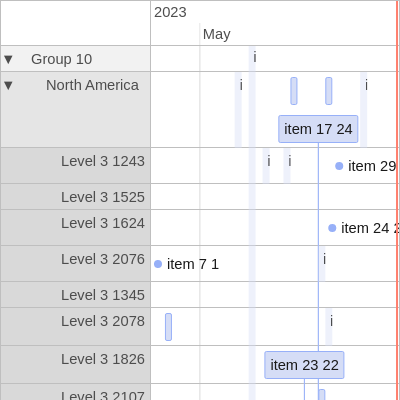 2023
May
▼ Group 10 i
▼ North America i i
item 17 24
Level 3 1243 i i item 29
Level 3 1525
Level 3 1624 item 24 2
Level 3 2076 item 7 1 i
Level 3 1345
Level 3 2078 i
Level 3 1826 item 23 22
Level 3 2107